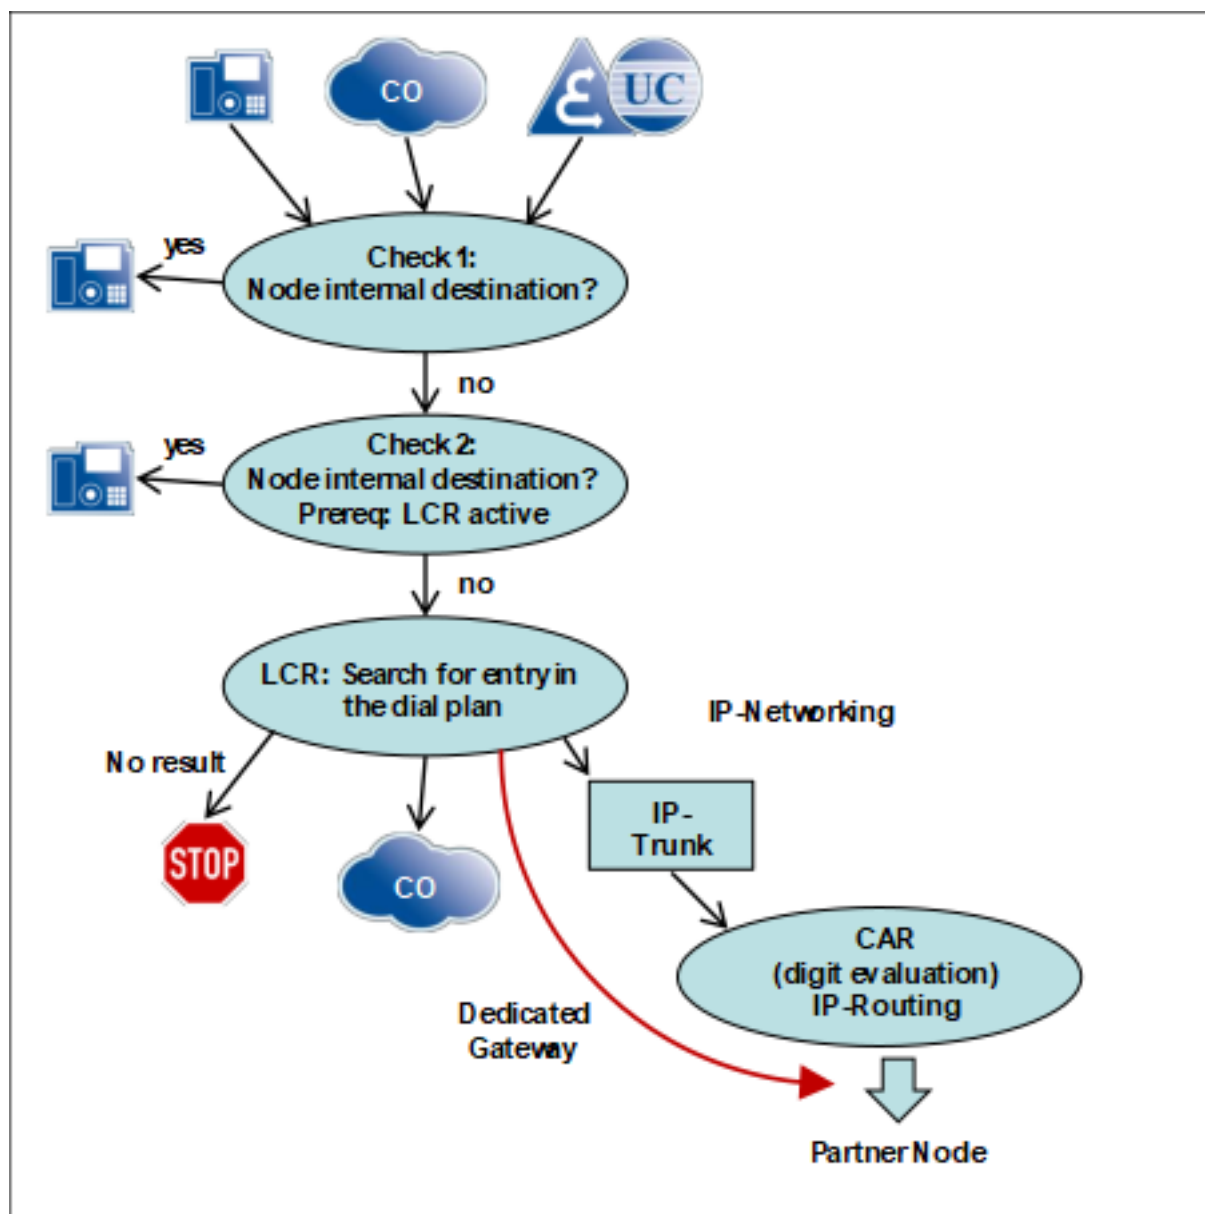 CO
UC
yes
Check 1:
Node internal destination?
no
yes
Check 2:
Node internal destination?
Prereq: LCR active
no
LCR: Search for entry in
the dial plan
IP-Networking
No result
IP-
Trunk
STOP
CO
CAR
(digit evaluation)
IP-Routing
Dedicated
Gateway
Partner Node